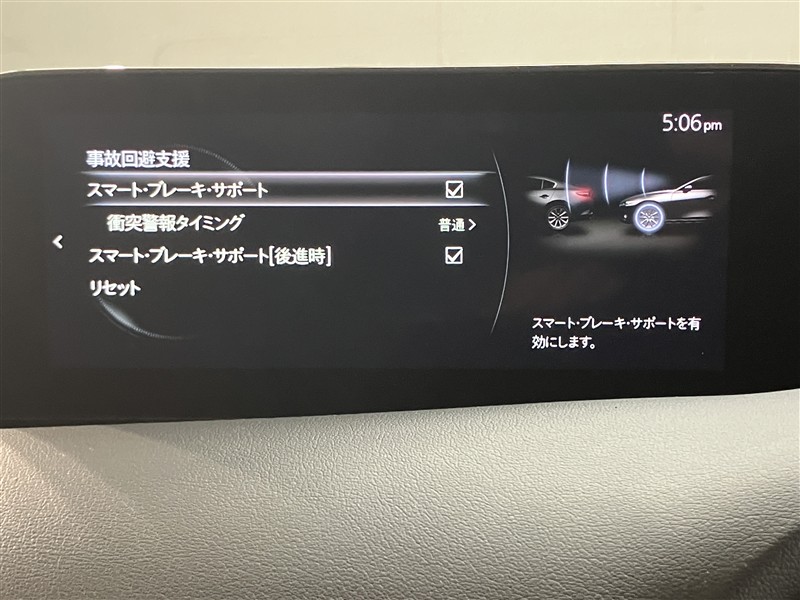 5:06pm
事故回避支援
スマート・ブレーキ・サポート
衝突警報タイミング 普通
スマート・ブレーキ・サポート[後進時]
リセット
スマート・ブレーキ・サポートを有
効にします。